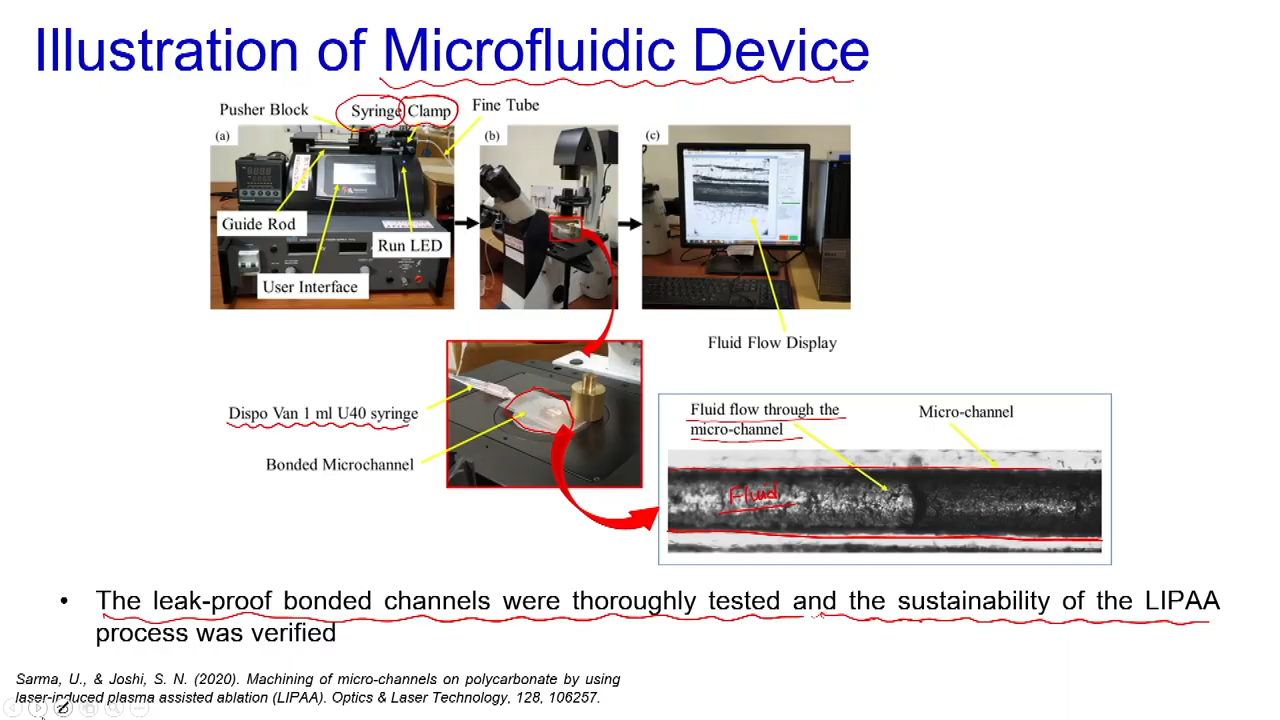 Illustration of Microfluidic Device
Pusher Block
Syringe
Clamp
Fine Tube
(a)
(b)
(c)
Guide Rod
Run LED
User Interface
Fluid Flow Display
Dispo Van 1 ml U40 syringe
Bonded Microchannel
Fluid flow through the
micro-channel
Micro-channel
Fluid
• The leak-proof bonded channels were thoroughly tested and the sustainability of the LIPAA
process was verified
Sarma, U., & Joshi, S. N. (2020). Machining of micro-channels on polycarbonate by using
laser-induced plasma assisted ablation (LIPAA). Optics & Laser Technology, 128, 106257.